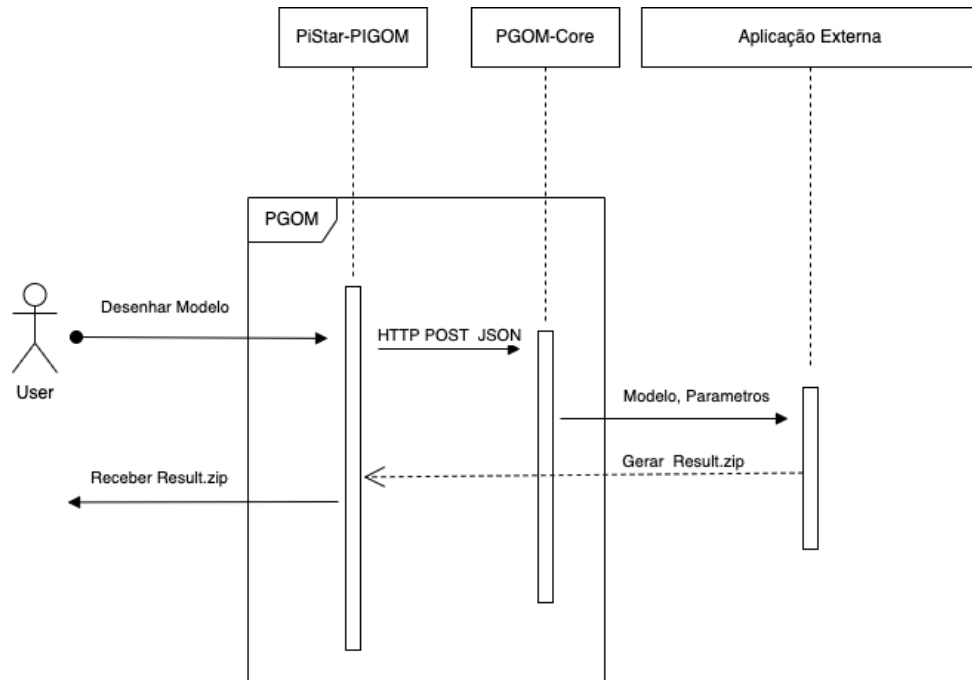 PiStar-PIGOM
PGOM-Core
Aplicação Externa
PGOM
Desenhar Modelo
HTTP POST JSON
User
Modelo, Parametros
Gerar Result.zip
Receber Result.zip